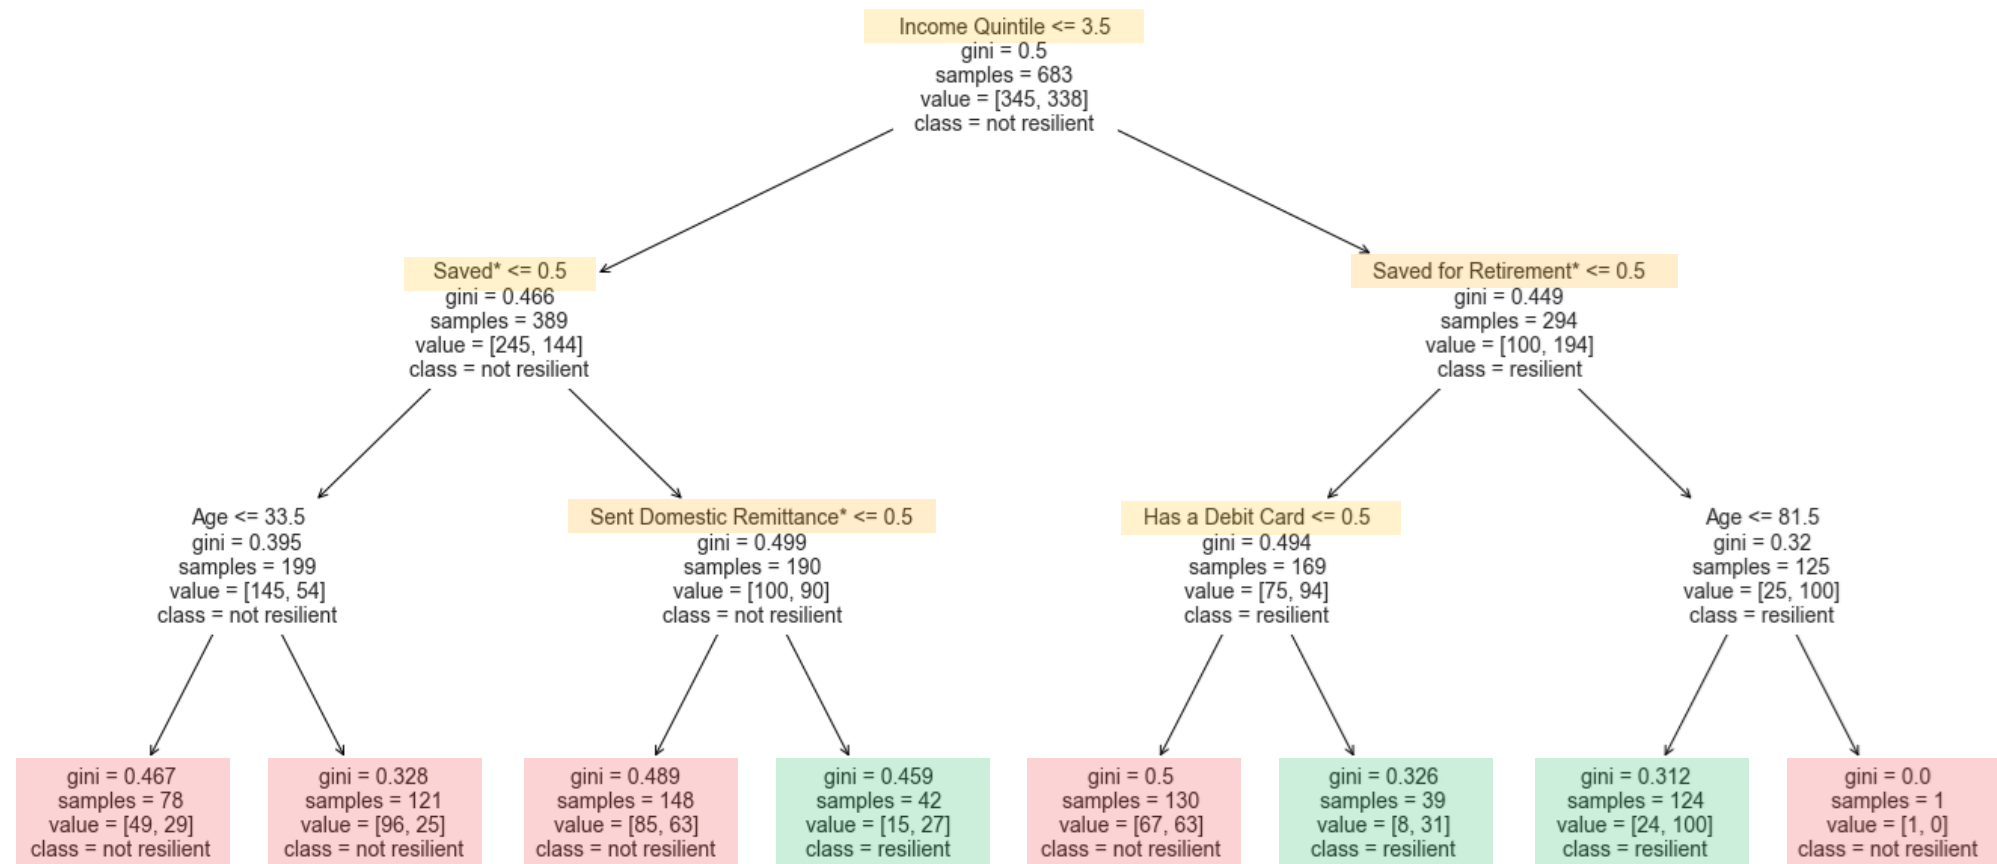 Income Quintile <= 3.5
gini = 0.5
samples = 683
value = [345, 338]
class = not resilient
Saved* <= 0.5
gini = 0.466
samples = 389
value = [245, 144]
class = not resilient
Saved for Retirement* <= 0.5
gini = 0.449
samples = 294
value = [100, 194]
class = resilient
Age <= 33.5
gini = 0.395
samples = 199
value = [145, 54]
class = not resilient
Sent Domestic Remittance* <= 0.5
gini = 0.499
samples = 190
value = [100, 90]
class = not resilient
Has a Debit Card <= 0.5
gini = 0.494
samples = 169
value = [75, 94]
class = resilient
Age <= 81.5
gini = 0.32
samples = 125
value = [25, 100]
class = resilient
gini = 0.467
samples = 78
value = [49, 29]
class = not resilient
gini = 0.328
samples = 121
value = [96, 25]
class = not resilient
gini = 0.489
samples = 148
value = [85, 63]
class = not resilient
gini = 0.459
samples = 42
value = [15, 27]
class = resilient
gini = 0.5
samples = 130
value = [67, 63]
class = not resilient
gini = 0.326
samples = 39
value = [8, 31]
class = resilient
gini = 0.312
samples = 124
value = [24, 100]
class = resilient
gini = 0.0
samples = 1
value = [1, 0]
class = not resilient